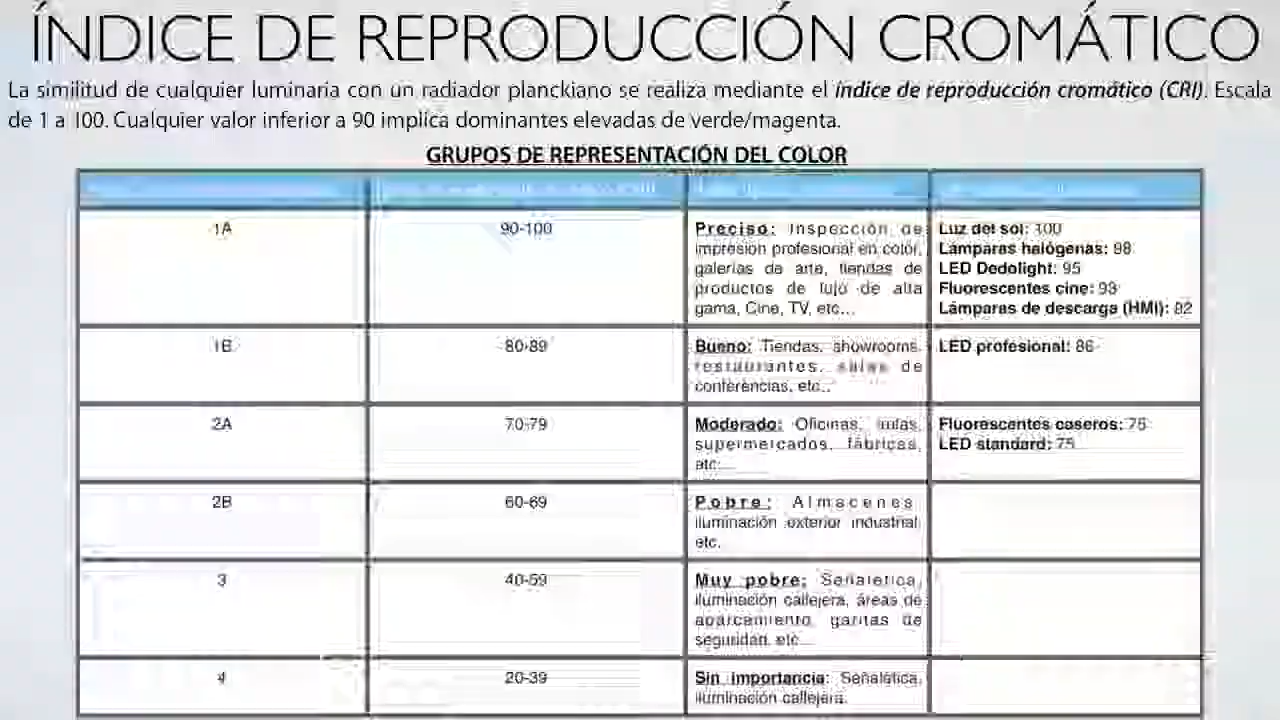 ÍNDICE DE REPRODUCCIÓN CROMÁTICO
La similitud de cualquier luminaria con un radiador planckiano se realiza mediante el índice de reproducción cromático (CRI). Escala
de 1 a 100. Cualquier valor inferior a 90 implica dominantes elevadas de verde/magenta.
GRUPOS DE REPRESENTACIÓN DEL COLOR
1A
90-100
Preciso: Inspección de
impresión profesional en color,
galerías de arte, tiendas de
productos de lujo de alta
gama, Cine, TV, etc...
Luz del sol: 100
Lámparas halógenas: 98
LED Dedolight: 95
Fluorescentes cine: 93
Lámparas de descarga (HMI): 92
1B
80-89
Bueno: Tiendas, showrooms,
restaurantes, salas de
conferencias, etc..
LED profesional: 86
2A
70-79
Moderado: Oficinas, aulas,
supermercados, fábricas,
etc...
Fluorescentes caseros: 75
LED standard: 75
2B
60-69
Pobre: Almacenes
iluminación exterior industrial
etc.
3
40-59
Muy pobre: Señalética,
iluminación callejera, áreas de
aparcamiento, garitas de
seguridad, etc...
4
20-39
Sin importancia: Señalética,
iluminación callejera.